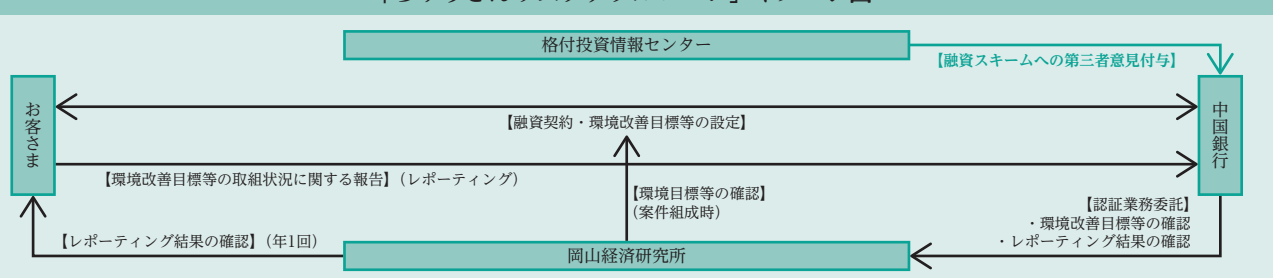 格付投資情報センター
【融資スキームへの第三者意見付与】
お客さま
中国銀行
【融資契約・環境改善目標等の設定】
【環境改善目標等の取組状況に関する報告】(レポーティング)
【環境目標等の確認】
(案件組成時)
【認証業務委託】
・環境改善目標等の確認
・レポーティング結果の確認
【レポーティング結果の確認】(年1回)
岡山経済研究所